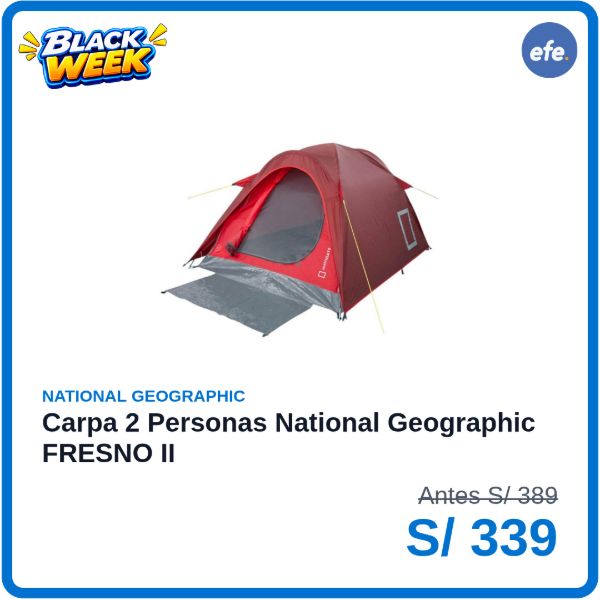 BLACK
WEEK
efe.
NATIONAL GEOGRAPHIC
Carpa 2 Personas National Geographic
FRESNO II
Antes S/ 389
S/ 339